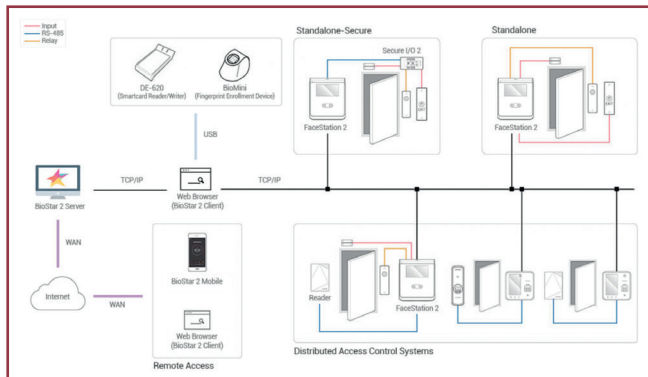 Input
RS-485
Relay
DE-620
(Smartcard Reader/Writer)
BioMini
(Fingerprint Enrollment Device)
USB
Standalone-Secure
Secure I/O 2
FaceStation 2
Standalone
FaceStation 2
BioStar 2 Server
TCP/IP
Web Browser
(BioStar 2 Client)
TCP/IP
WAN
Internet
WAN
BioStar 2 Mobile
Web Browser
(BioStar 2 Client)
Remote Access
Reader
FaceStation 2
Distributed Access Control Systems